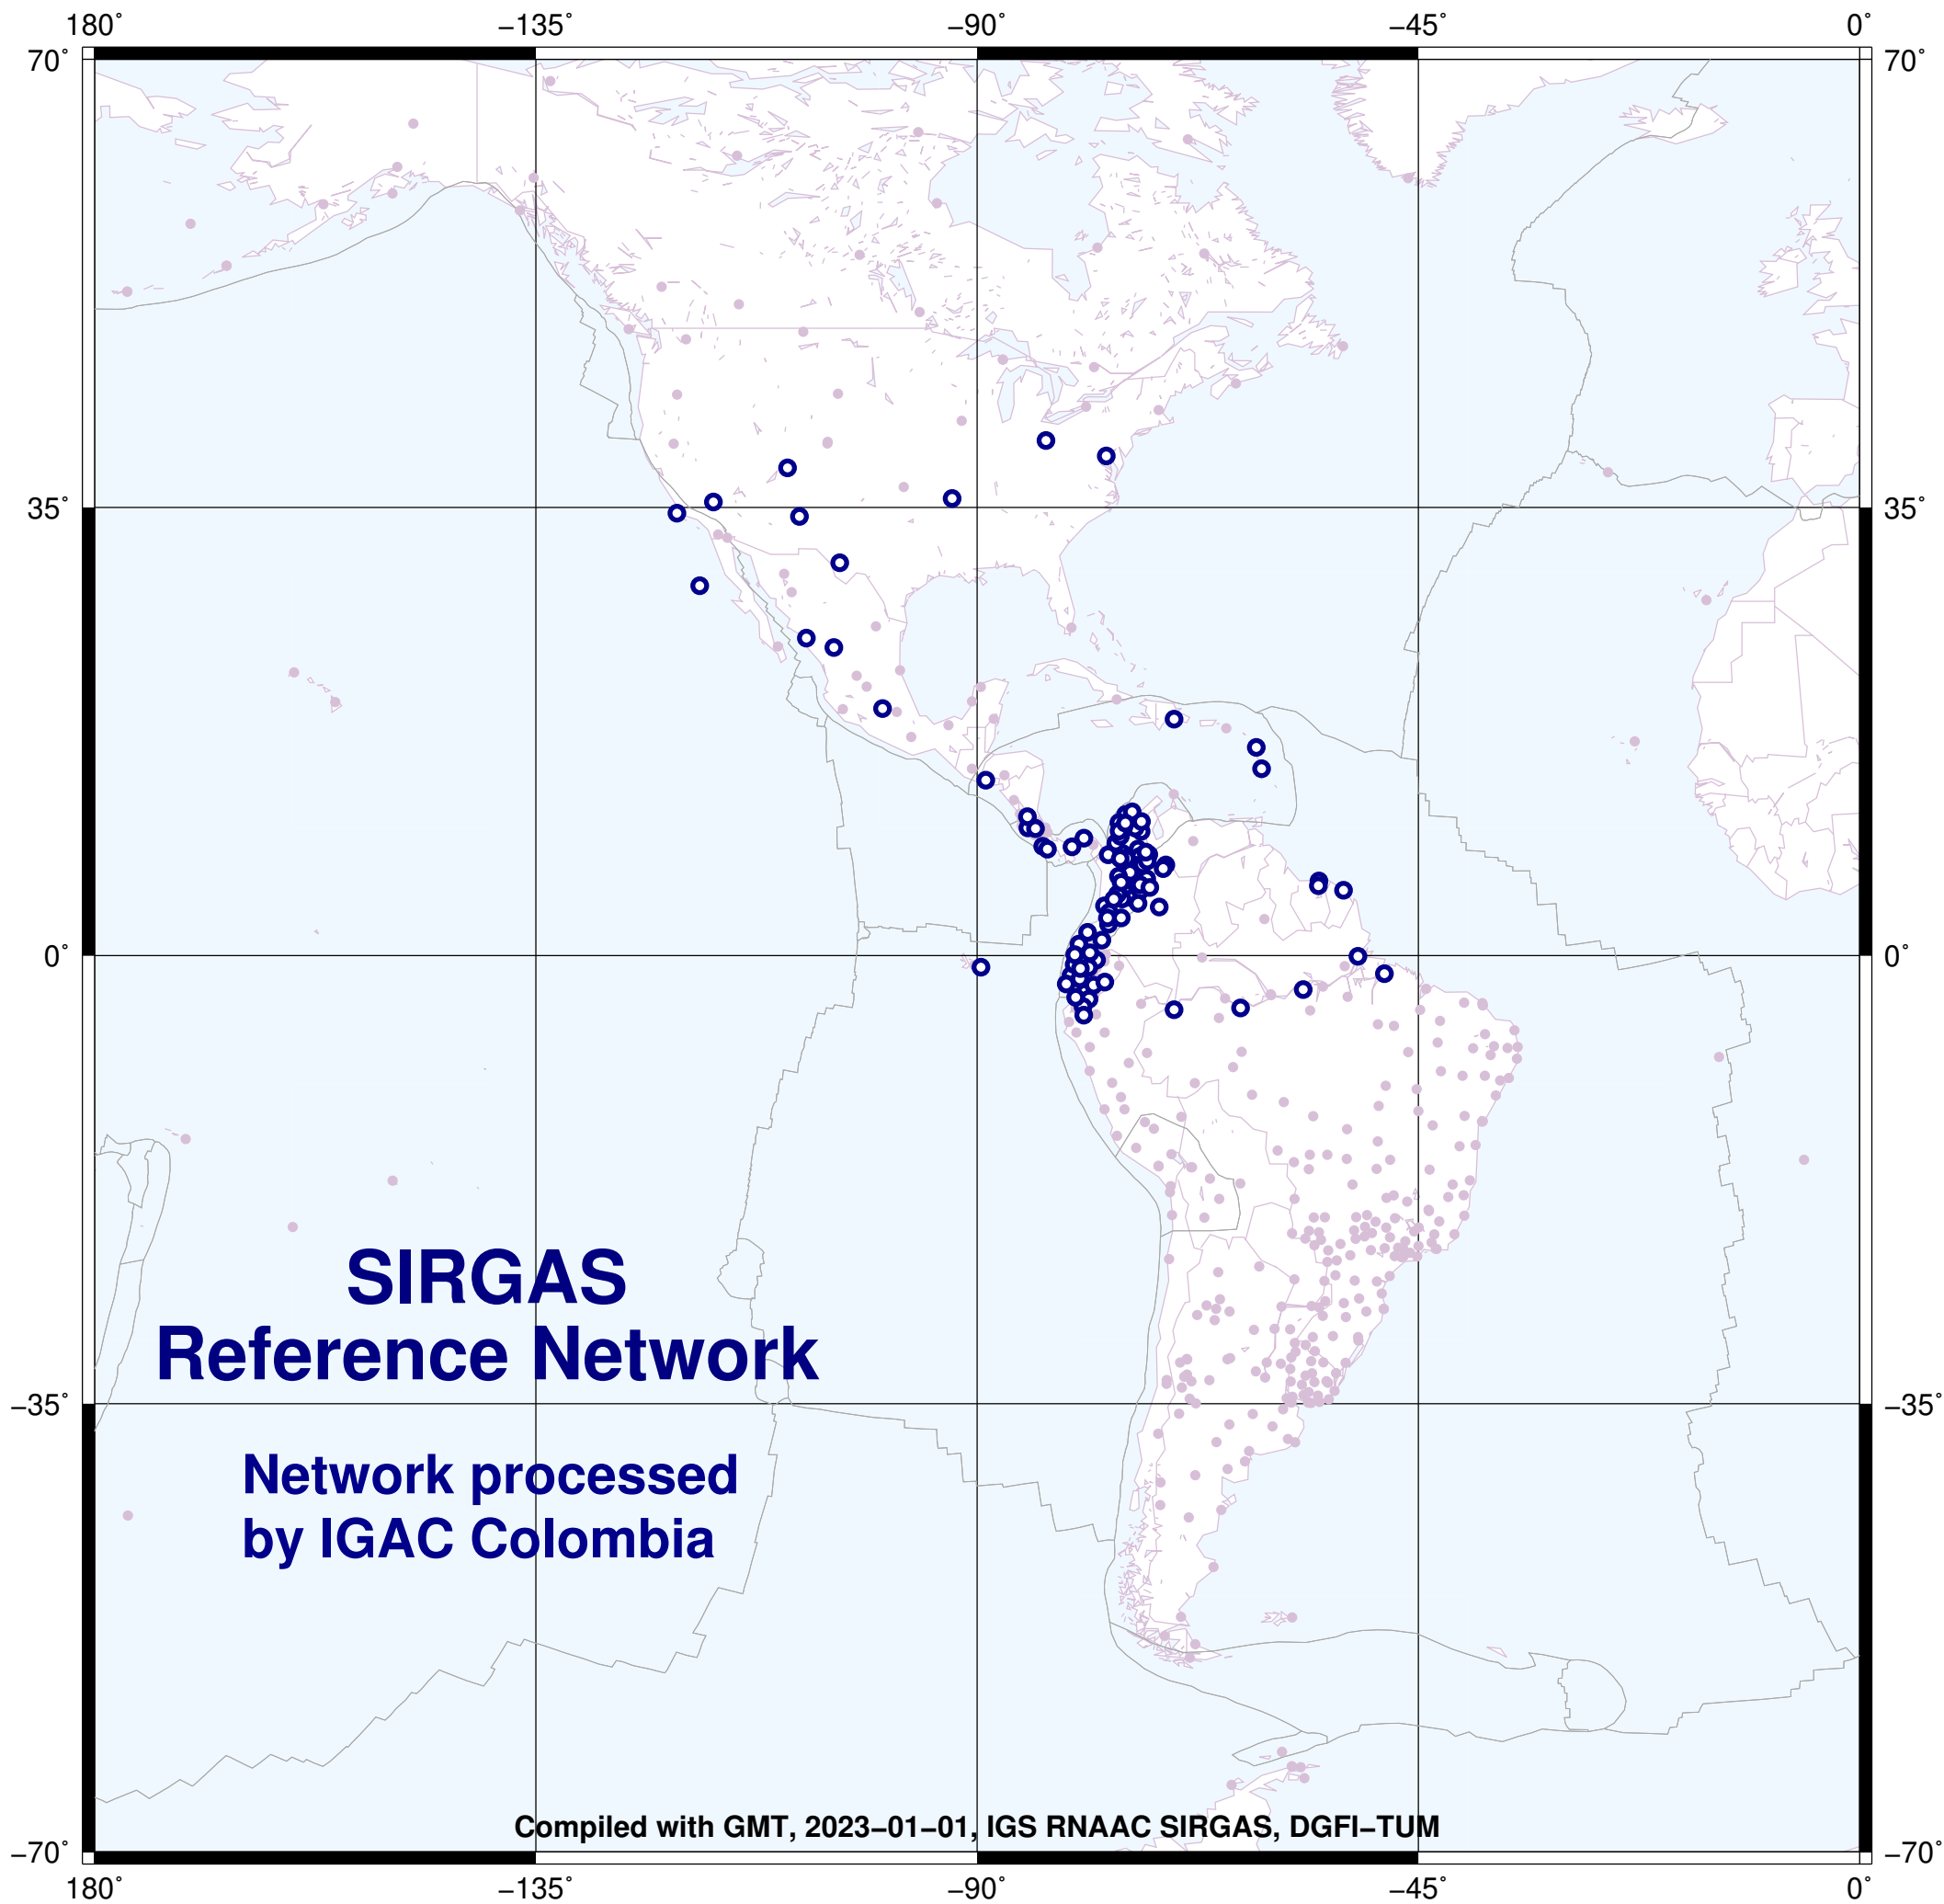 180˚ −135˚ −90˚ −45˚ 0˚
70˚ 70˚
35˚ 35˚
0˚ 0˚
SIRGAS
Reference Network
−35˚ −35˚
Network processed
by IGAC Colombia
Compiled with GMT, 2023−01−01, IGS RNAAC SIRGAS, DGFI−TUM
−70˚ −70˚
180˚ −135˚ −90˚ −45˚ 0˚